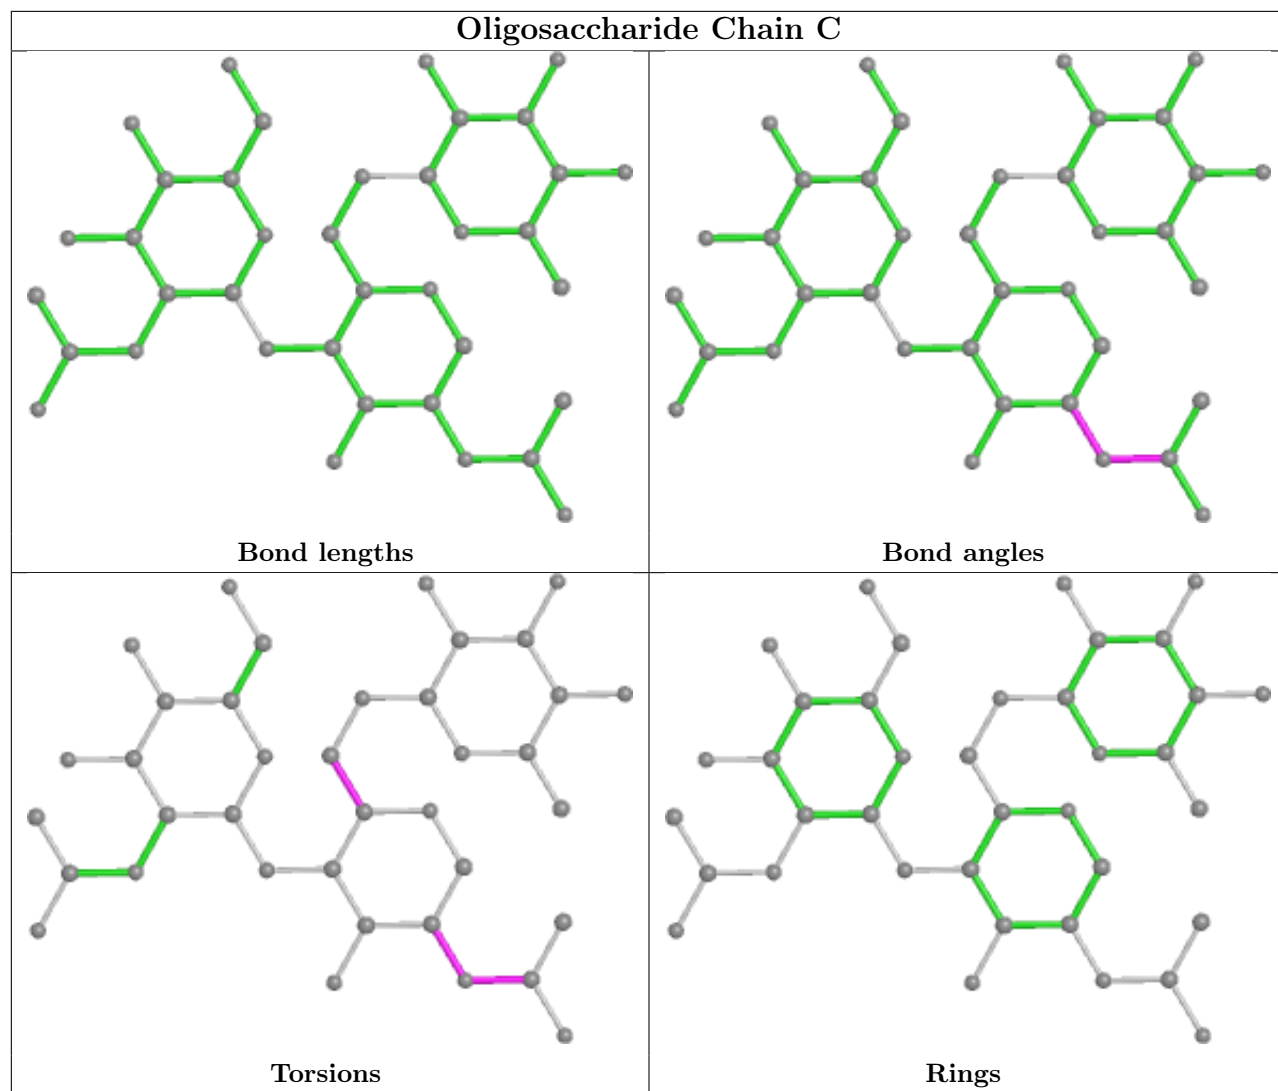 Oligosaccharide Chain C
Bond lengths
Bond angles
Torsions
Rings